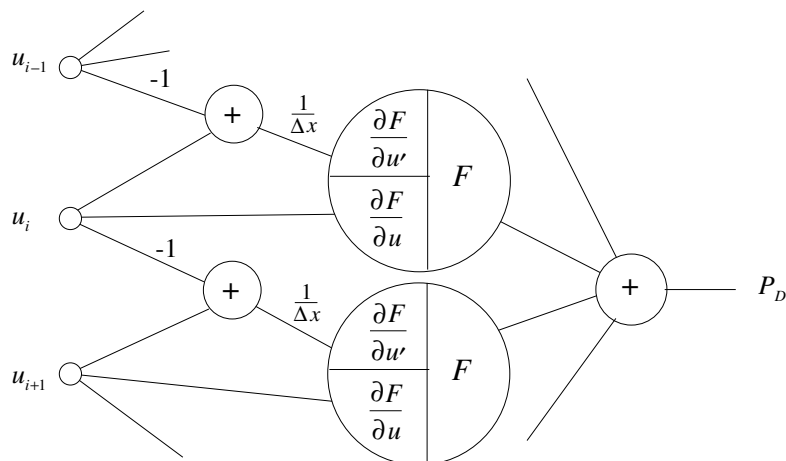 u_{i−1}
-1
+
1/Δx
∂F/∂u′
F
∂F/∂u
u_i
-1
+
1/Δx
∂F/∂u′
F
∂F/∂u
+
P_D
u_{i+1}